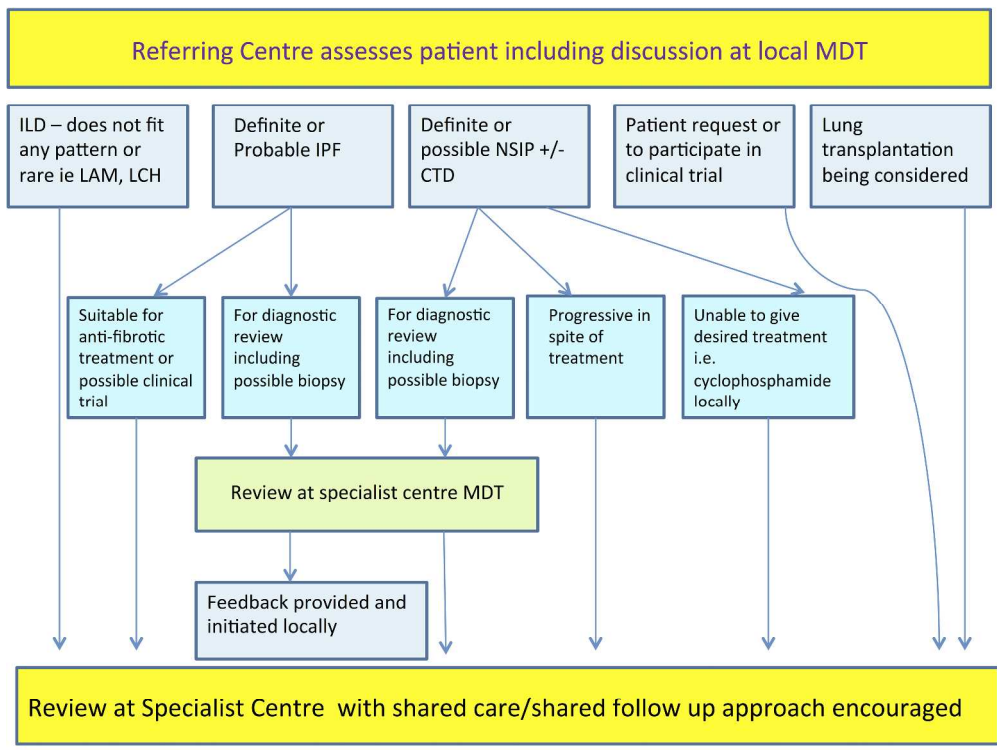 Referring Centre assesses patient including discussion at local MDT
ILD – does not fit
any pattern or
rare ie LAM, LCH
Definite or
Probable IPF
Definite or
possible NSIP +/-
CTD
Patient request or
to participate in
clinical trial
Lung
transplantation
being considered
Suitable for
anti-fibrotic
treatment or
possible clinical
trial
For diagnostic
review
including
possible biopsy
For diagnostic
review
including
possible biopsy
Progressive in
spite of
treatment
Unable to give
desired treatment
i.e.
cyclophosphamide
locally
Review at specialist centre MDT
Feedback provided and
initiated locally
Review at Specialist Centre with shared care/shared follow up approach encouraged